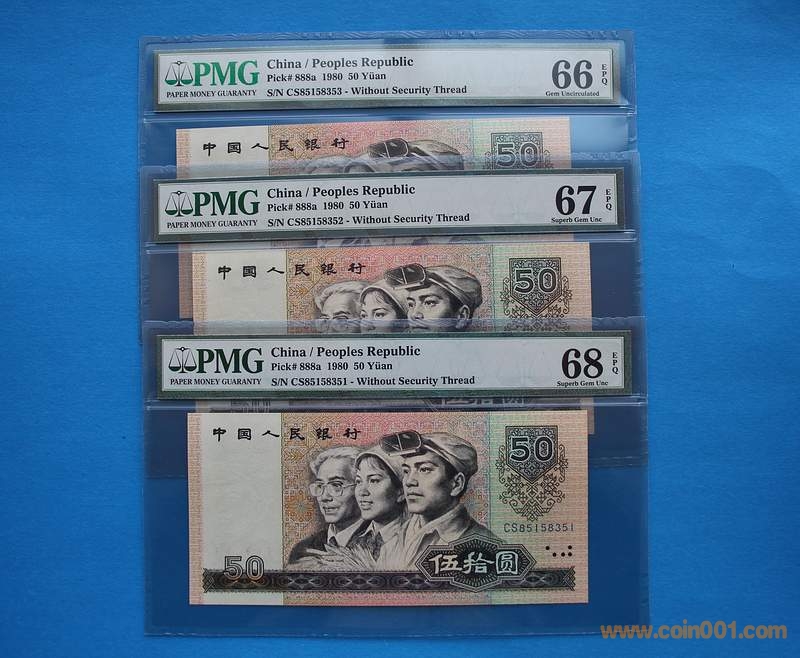 PMG
PAPER MONEY GUARANTY
China / Peoples Republic
Pick# 888a 1980 50 Yüan
S/N CS85158353 - Without Security Thread
66 EPQ
Gem Uncirculated
中国人民银行
50
PMG
PAPER MONEY GUARANTY
China / Peoples Republic
Pick# 888a 1980 50 Yüan
S/N CS85158352 - Without Security Thread
67 EPQ
Superb Gem Unc
中国人民银行
50
PMG
PAPER MONEY GUARANTY
China / Peoples Republic
Pick# 888a 1980 50 Yüan
S/N CS85158351 - Without Security Thread
68 EPQ
Superb Gem Unc
伍拾圆
中国人民银行
50
CS85158351
50
伍拾圆
www.coin001.com